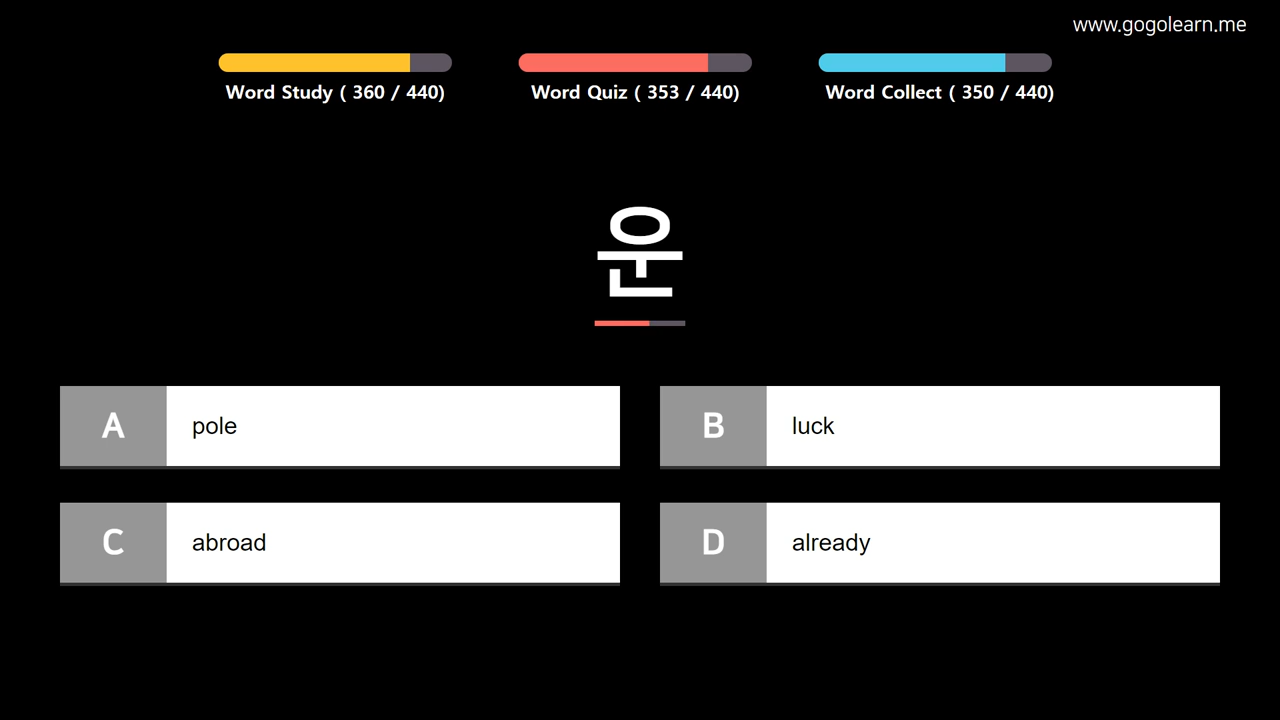 www.gogolearn.me
Word Study ( 360 / 440)
Word Quiz ( 353 / 440)
Word Collect ( 350 / 440)
운
A
pole
B
luck
C
abroad
D
already